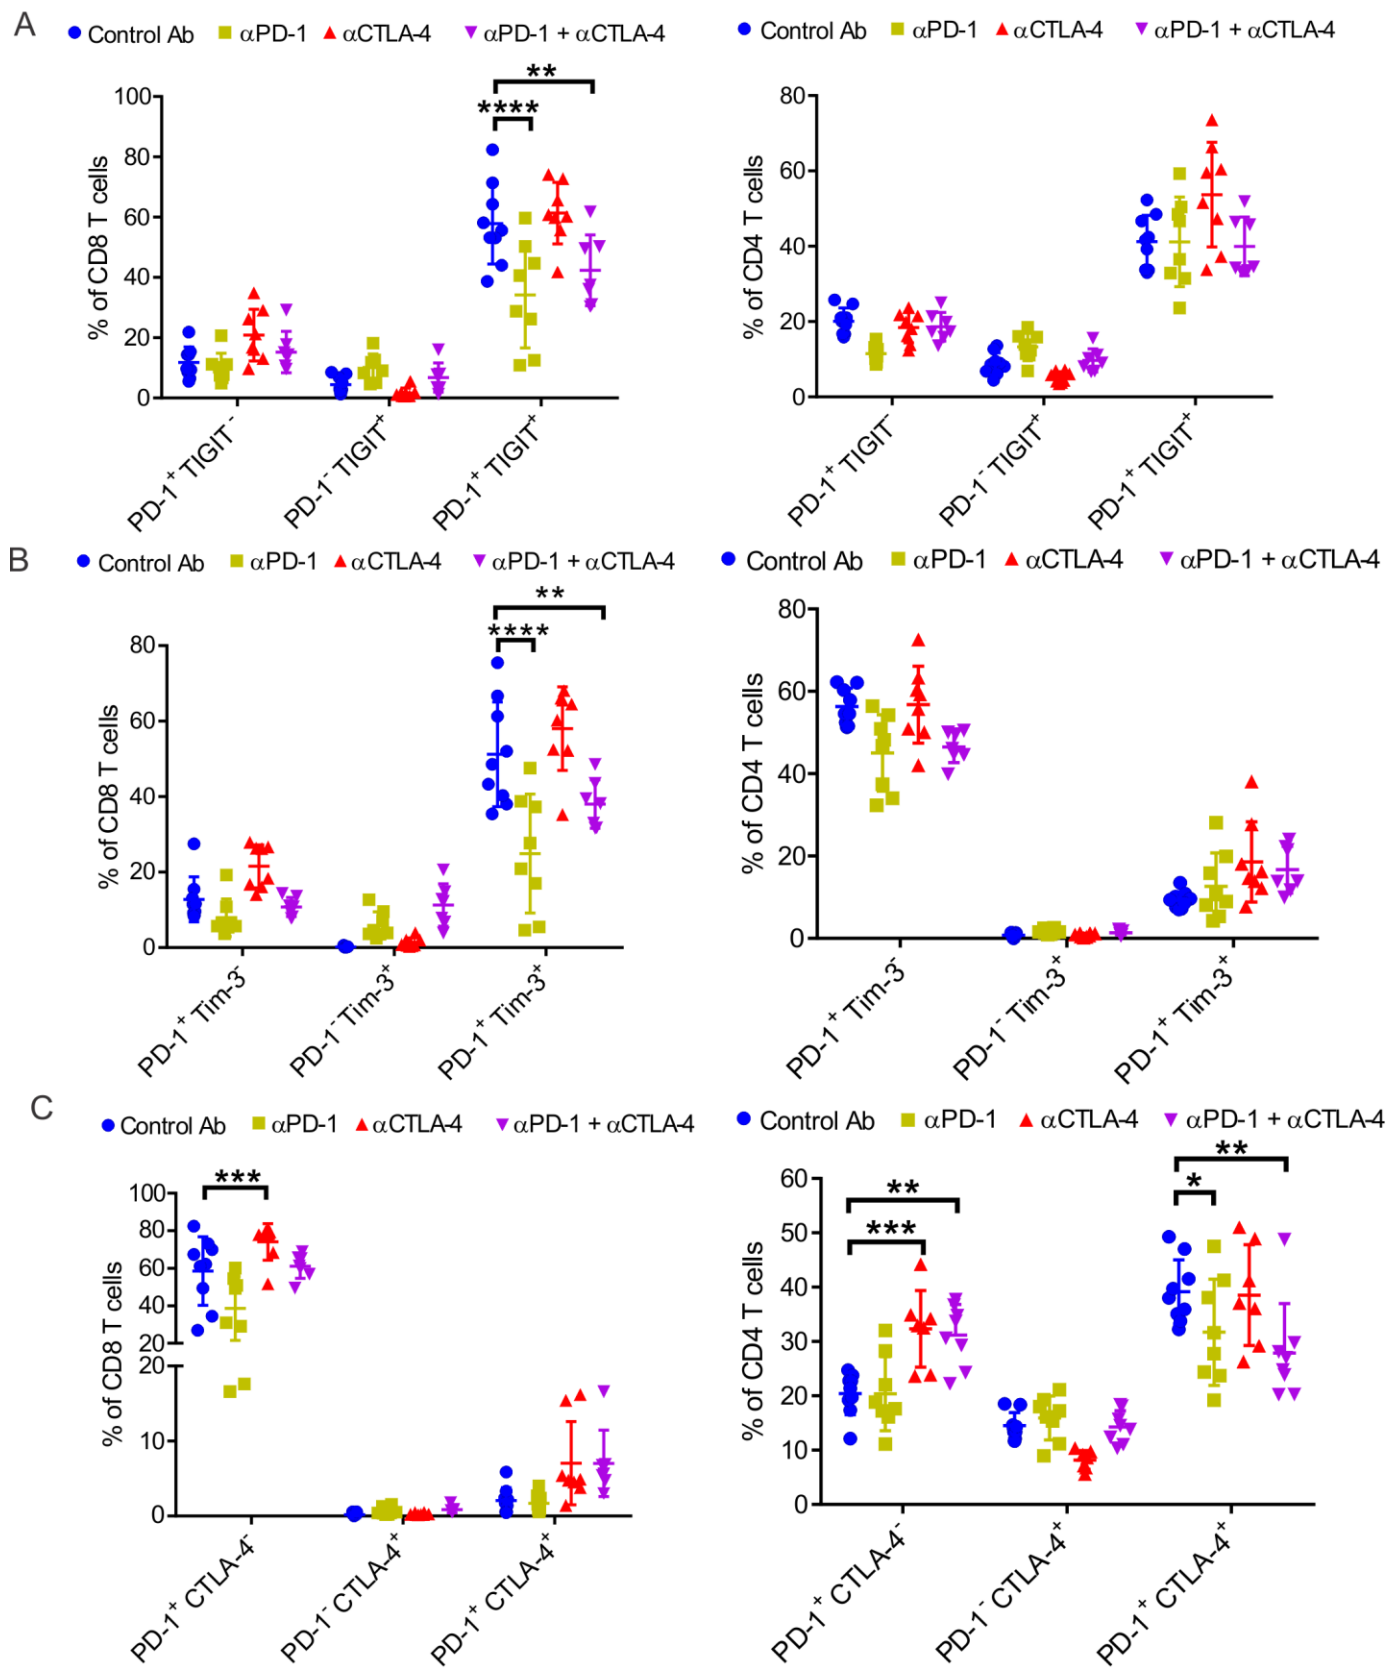 A
Control Ab αPD-1 αCTLA-4 αPD-1 + αCTLA-4
Control Ab αPD-1 αCTLA-4 αPD-1 + αCTLA-4
% of CD8 T cells
100
80
60
40
20
0
****
**
PD-1⁺ TIGIT⁻
PD-1⁻ TIGIT⁺
PD-1⁺ TIGIT⁺
% of CD4 T cells
80
60
40
20
0
PD-1⁺ TIGIT⁻
PD-1⁻ TIGIT⁺
PD-1⁺ TIGIT⁺
B
Control Ab αPD-1 αCTLA-4 αPD-1 + αCTLA-4
Control Ab αPD-1 αCTLA-4 αPD-1 + αCTLA-4
% of CD8 T cells
80
60
40
20
0
**
****
PD-1⁺ Tim-3⁻
PD-1⁻ Tim-3⁺
PD-1⁺ Tim-3⁺
% of CD4 T cells
80
60
40
20
0
PD-1⁺ Tim-3⁻
PD-1⁻ Tim-3⁺
PD-1⁺ Tim-3⁺
C
Control Ab αPD-1 αCTLA-4 αPD-1 + αCTLA-4
Control Ab αPD-1 αCTLA-4 αPD-1 + αCTLA-4
% of CD8 T cells
100
80
60
40
20
20
10
0
***
PD-1⁺ CTLA-4⁻
PD-1⁻ CTLA-4⁺
PD-1⁺ CTLA-4⁺
% of CD4 T cells
60
50
40
30
20
10
0
**
***
**
*
PD-1⁺ CTLA-4⁻
PD-1⁻ CTLA-4⁺
PD-1⁺ CTLA-4⁺